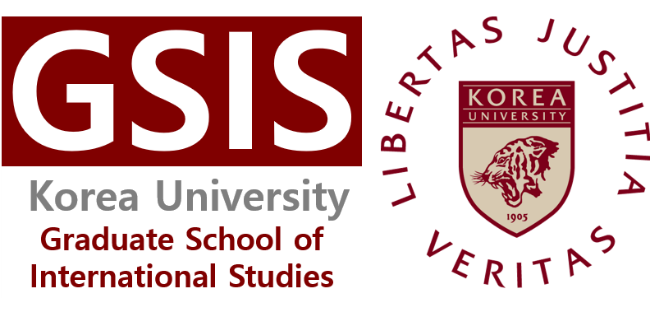 GSIS
Korea University
Graduate School of
International Studies
LIBERTAS JUSTITIA
VERITAS
KOREA
UNIVERSITY
1905